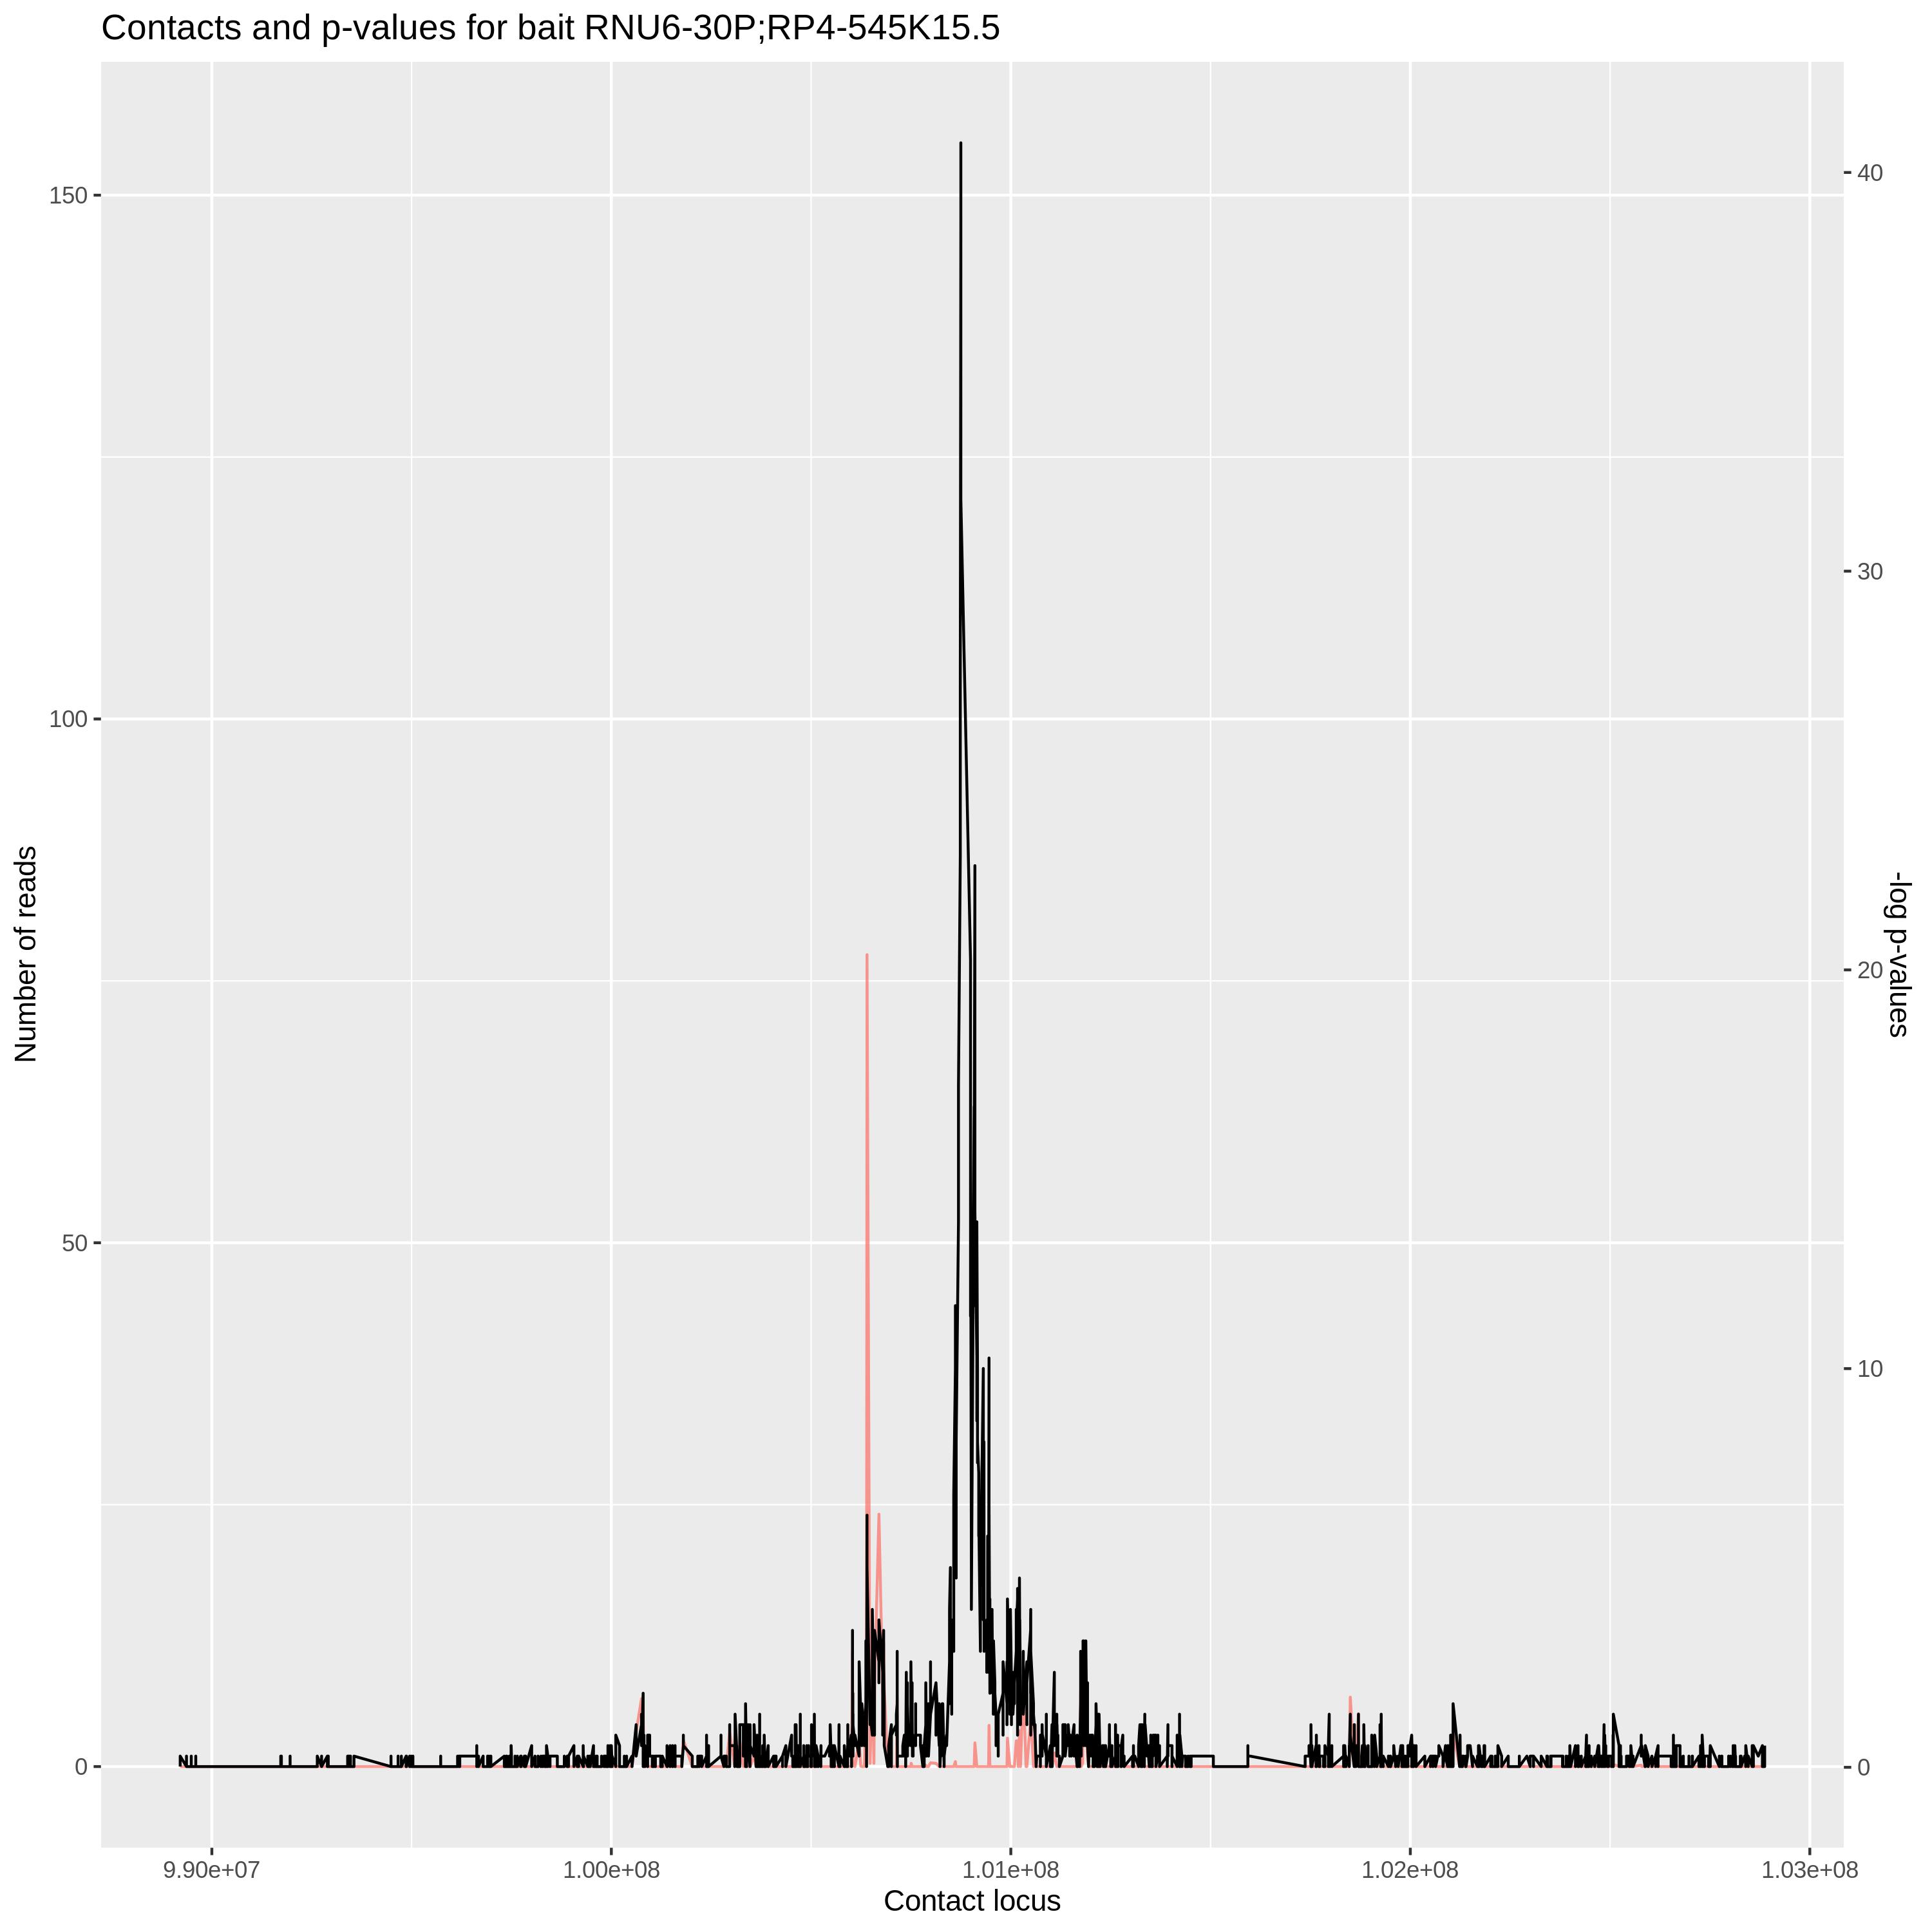 Contacts and p-values for bait RNU6-30P;RP4-545K15.5
150
100
50
0
Number of reads
40
30
20
10
0
-log p-values
9.90e+07
1.00e+08
1.01e+08
1.02e+08
1.03e+08
Contact locus